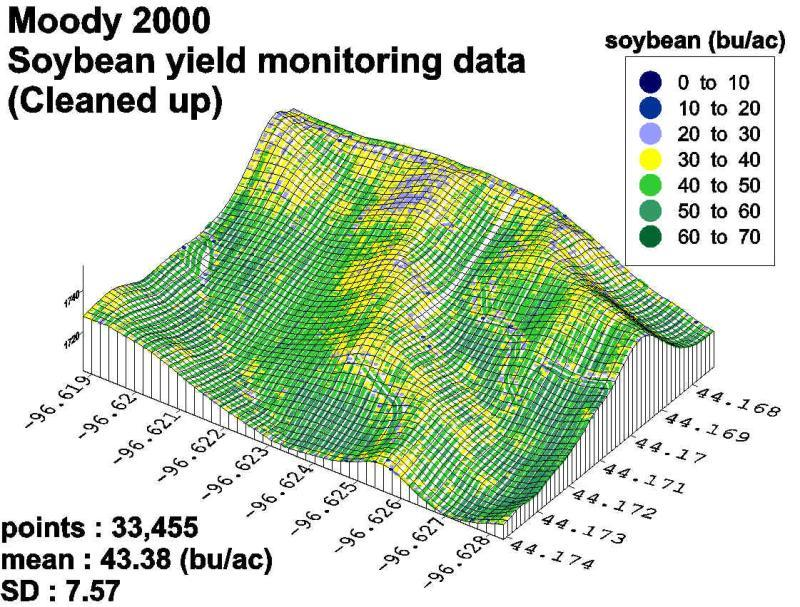 Moody 2000
Soybean yield monitoring data
(Cleaned up)
soybean (bu/ac)
0 to 10
10 to 20
20 to 30
30 to 40
40 to 50
50 to 60
60 to 70
1740
1720
-96.619
-96.62
-96.621
-96.622
-96.623
-96.624
-96.625
-96.626
-96.627
-96.628
44.168
44.169
44.17
44.171
44.172
44.173
44.174
points : 33,455
mean : 43.38 (bu/ac)
SD : 7.57